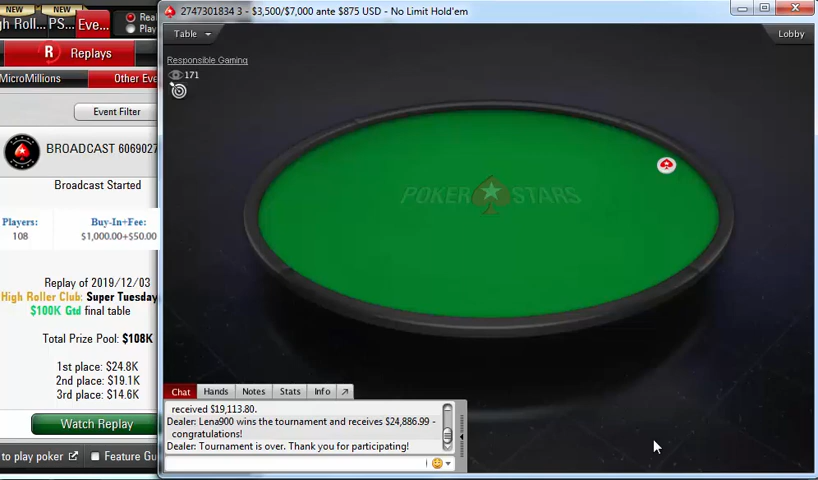 NEW
NEW
gh Roll...
PS...
Eve...
Rea
Play
R
Replays
MicroMillions
Other Eve
Event Filter
BROADCAST 6069027
Broadcast Started
Players:
Buy-In+Fee:
108
$1,000.00+$50.00
Replay of 2019/12/03
High Roller Club: Super Tuesday
$100K Gtd final table
Total Prize Pool: $108K
1st place: $24.8K
2nd place: $19.1K
3rd place: $14.6K
Watch Replay
to play poker
Feature Gu
2747301834 3 - $3,500/$7,000 ante $875 USD - No Limit Hold'em
Table
Lobby
Responsible Gaming
171
POKER STARS
Chat
Hands
Notes
Stats
Info
received $19,113.80.
Dealer: Lena900 wins the tournament and receives $24,886.99 -
congratulations!
Dealer: Tournament is over. Thank you for participating!